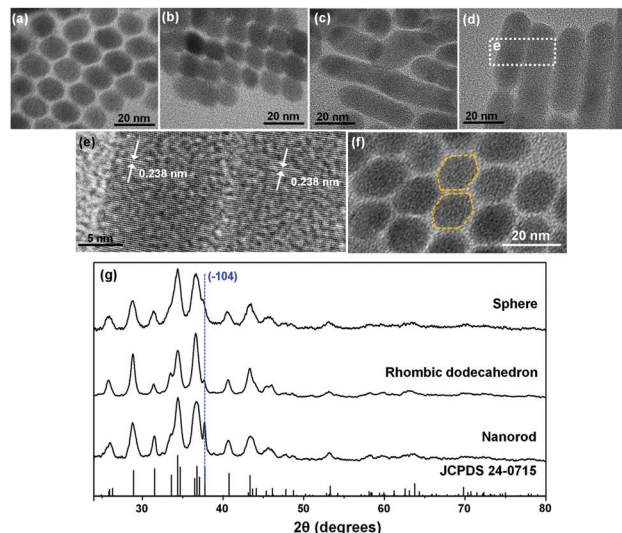 (a)
20 nm
(b)
20 nm
(c)
20 nm
(d)
e
20 nm
(e)
0.238 nm
0.238 nm
5 nm
(f)
20 nm
(g)
(-104)
Sphere
Rhombic dodecahedron
Nanorod
JCPDS 24-0715
30 40 50 60 70 80
2θ (degrees)